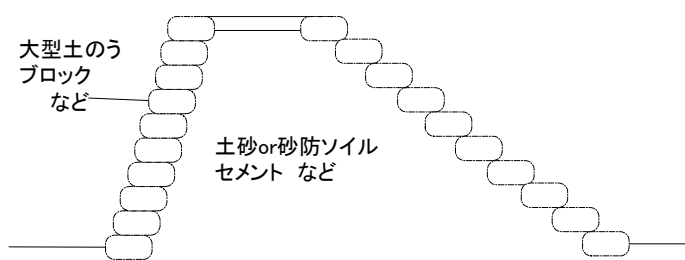 大型土のう
ブロック
など
土砂or砂防ソイル
セメント など